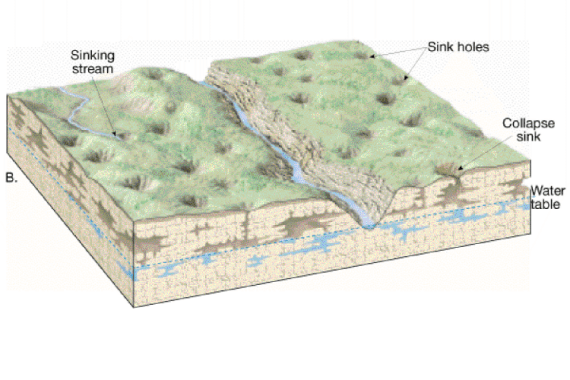 Sinking
stream
Sink holes
Collapse
sink
B.
Water
table